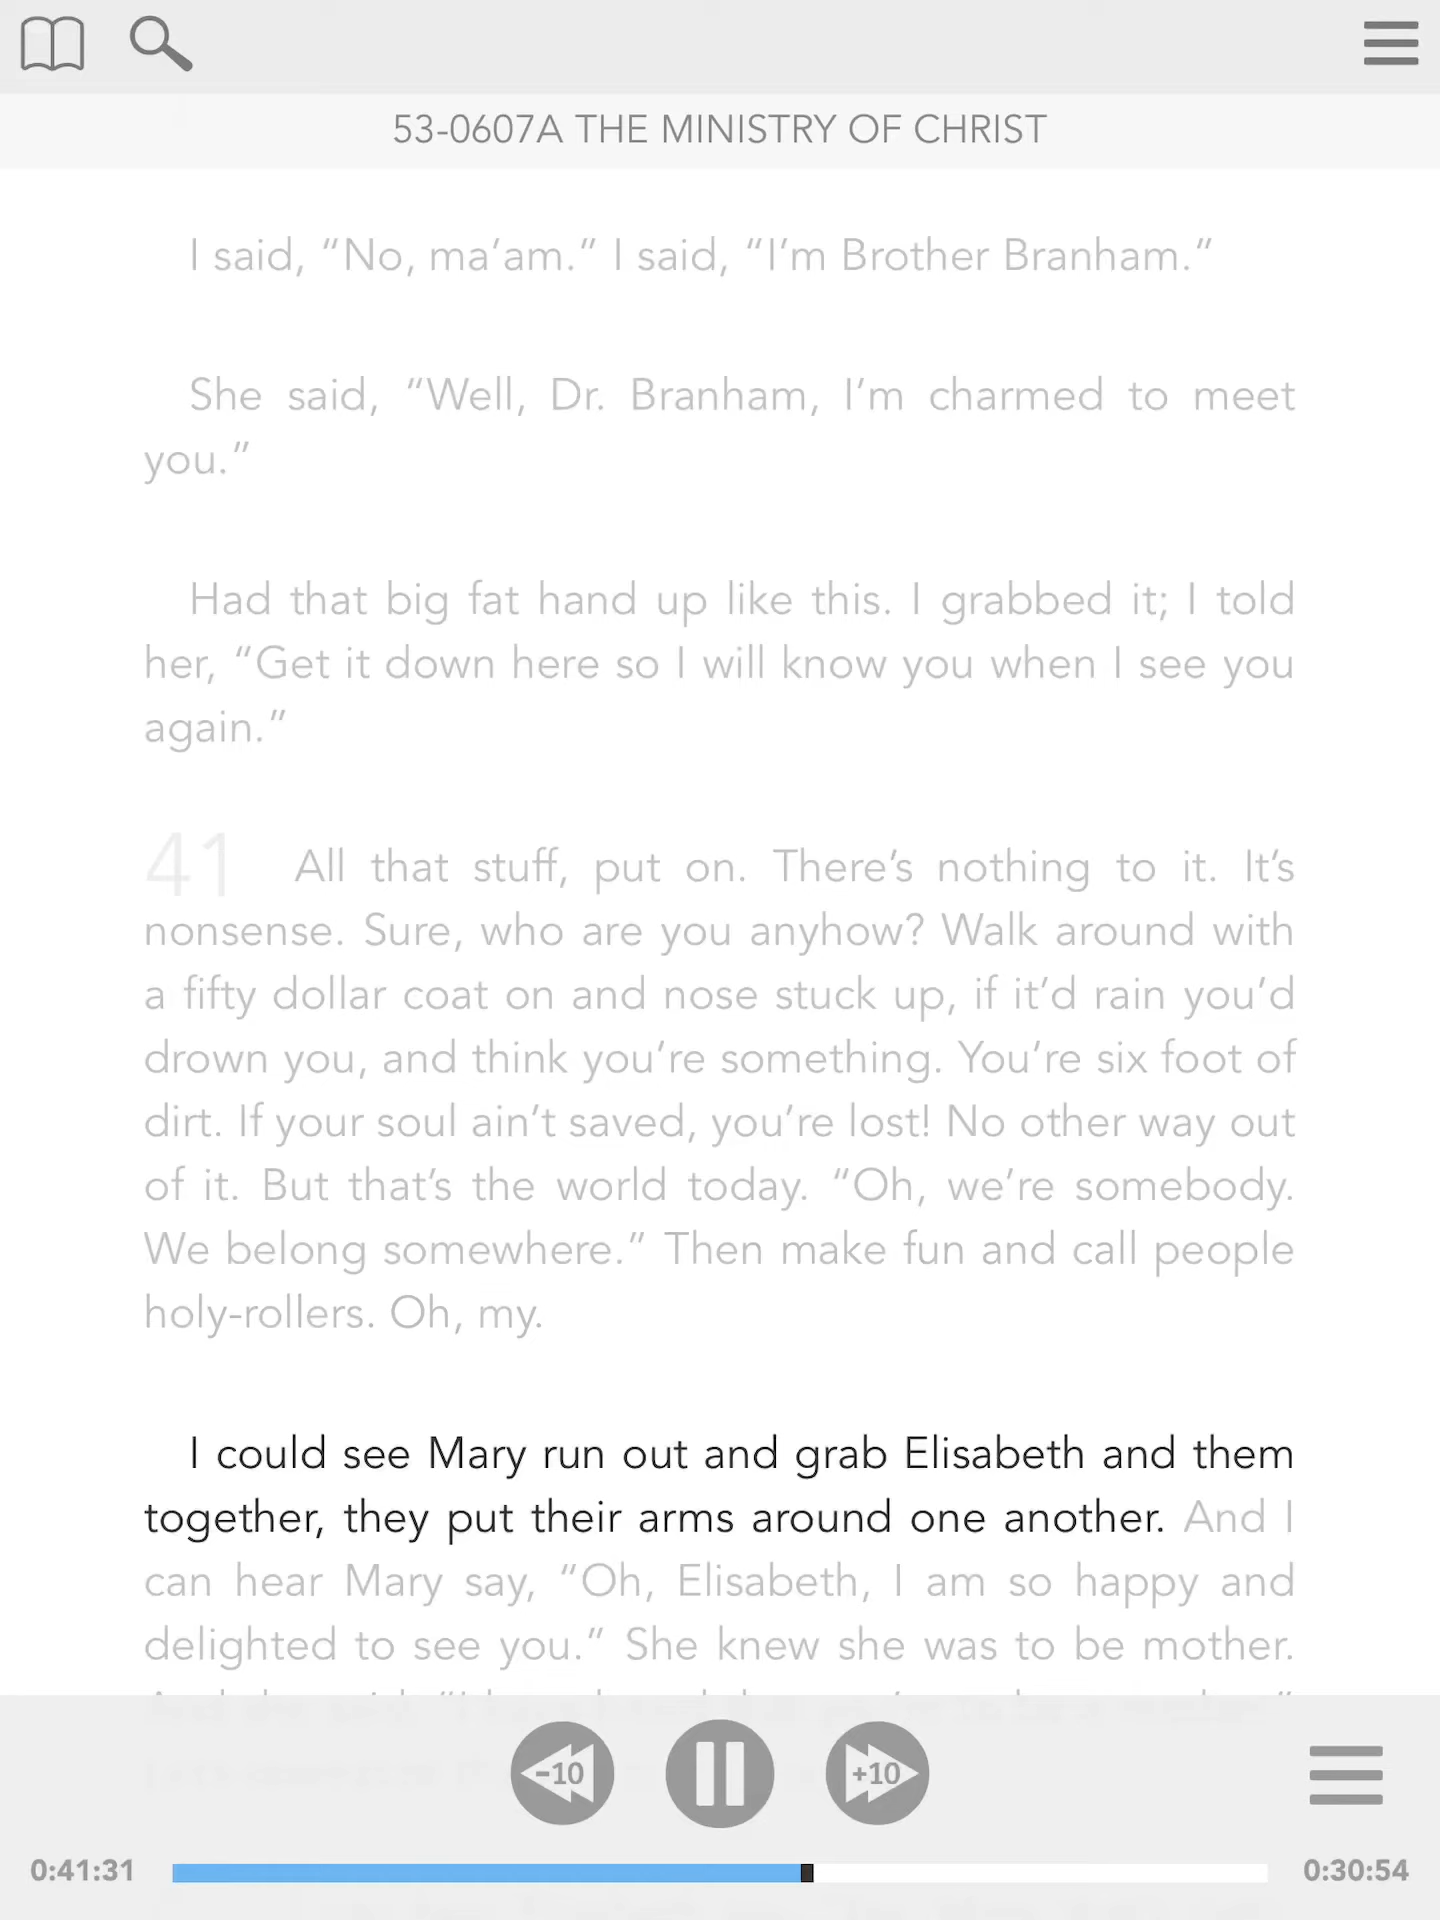 53-0607A THE MINISTRY OF CHRIST
I said, “No, ma’am.” I said, “I’m Brother Branham.”
She said, “Well, Dr. Branham, I’m charmed to meet
you.”
Had that big fat hand up like this. I grabbed it; I told
her, “Get it down here so I will know you when I see you
again.”
41 All that stuff, put on. There’s nothing to it. It’s
nonsense. Sure, who are you anyhow? Walk around with
a fifty dollar coat on and nose stuck up, if it’d rain you’d
drown you, and think you’re something. You’re six foot of
dirt. If your soul ain’t saved, you’re lost! No other way out
of it. But that’s the world today. “Oh, we’re somebody.
We belong somewhere.” Then make fun and call people
holy-rollers. Oh, my.
I could see Mary run out and grab Elisabeth and them
together, they put their arms around one another. And I
can hear Mary say, “Oh, Elisabeth, I am so happy and
delighted to see you.” She knew she was to be mother.
-10 +10
0:41:31 0:30:54